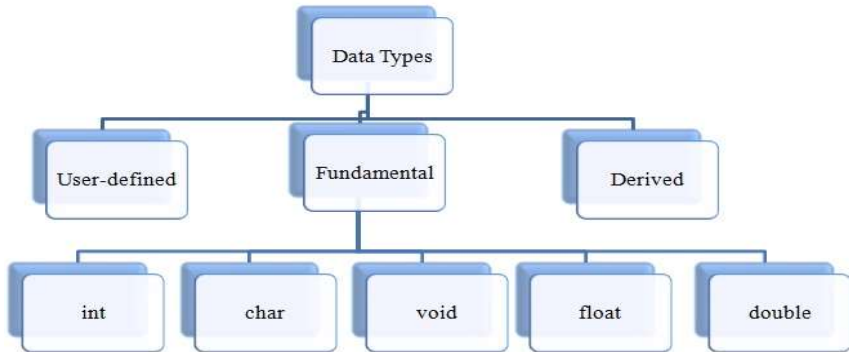 Data Types
User-defined
Fundamental
Derived
int
char
void
float
double